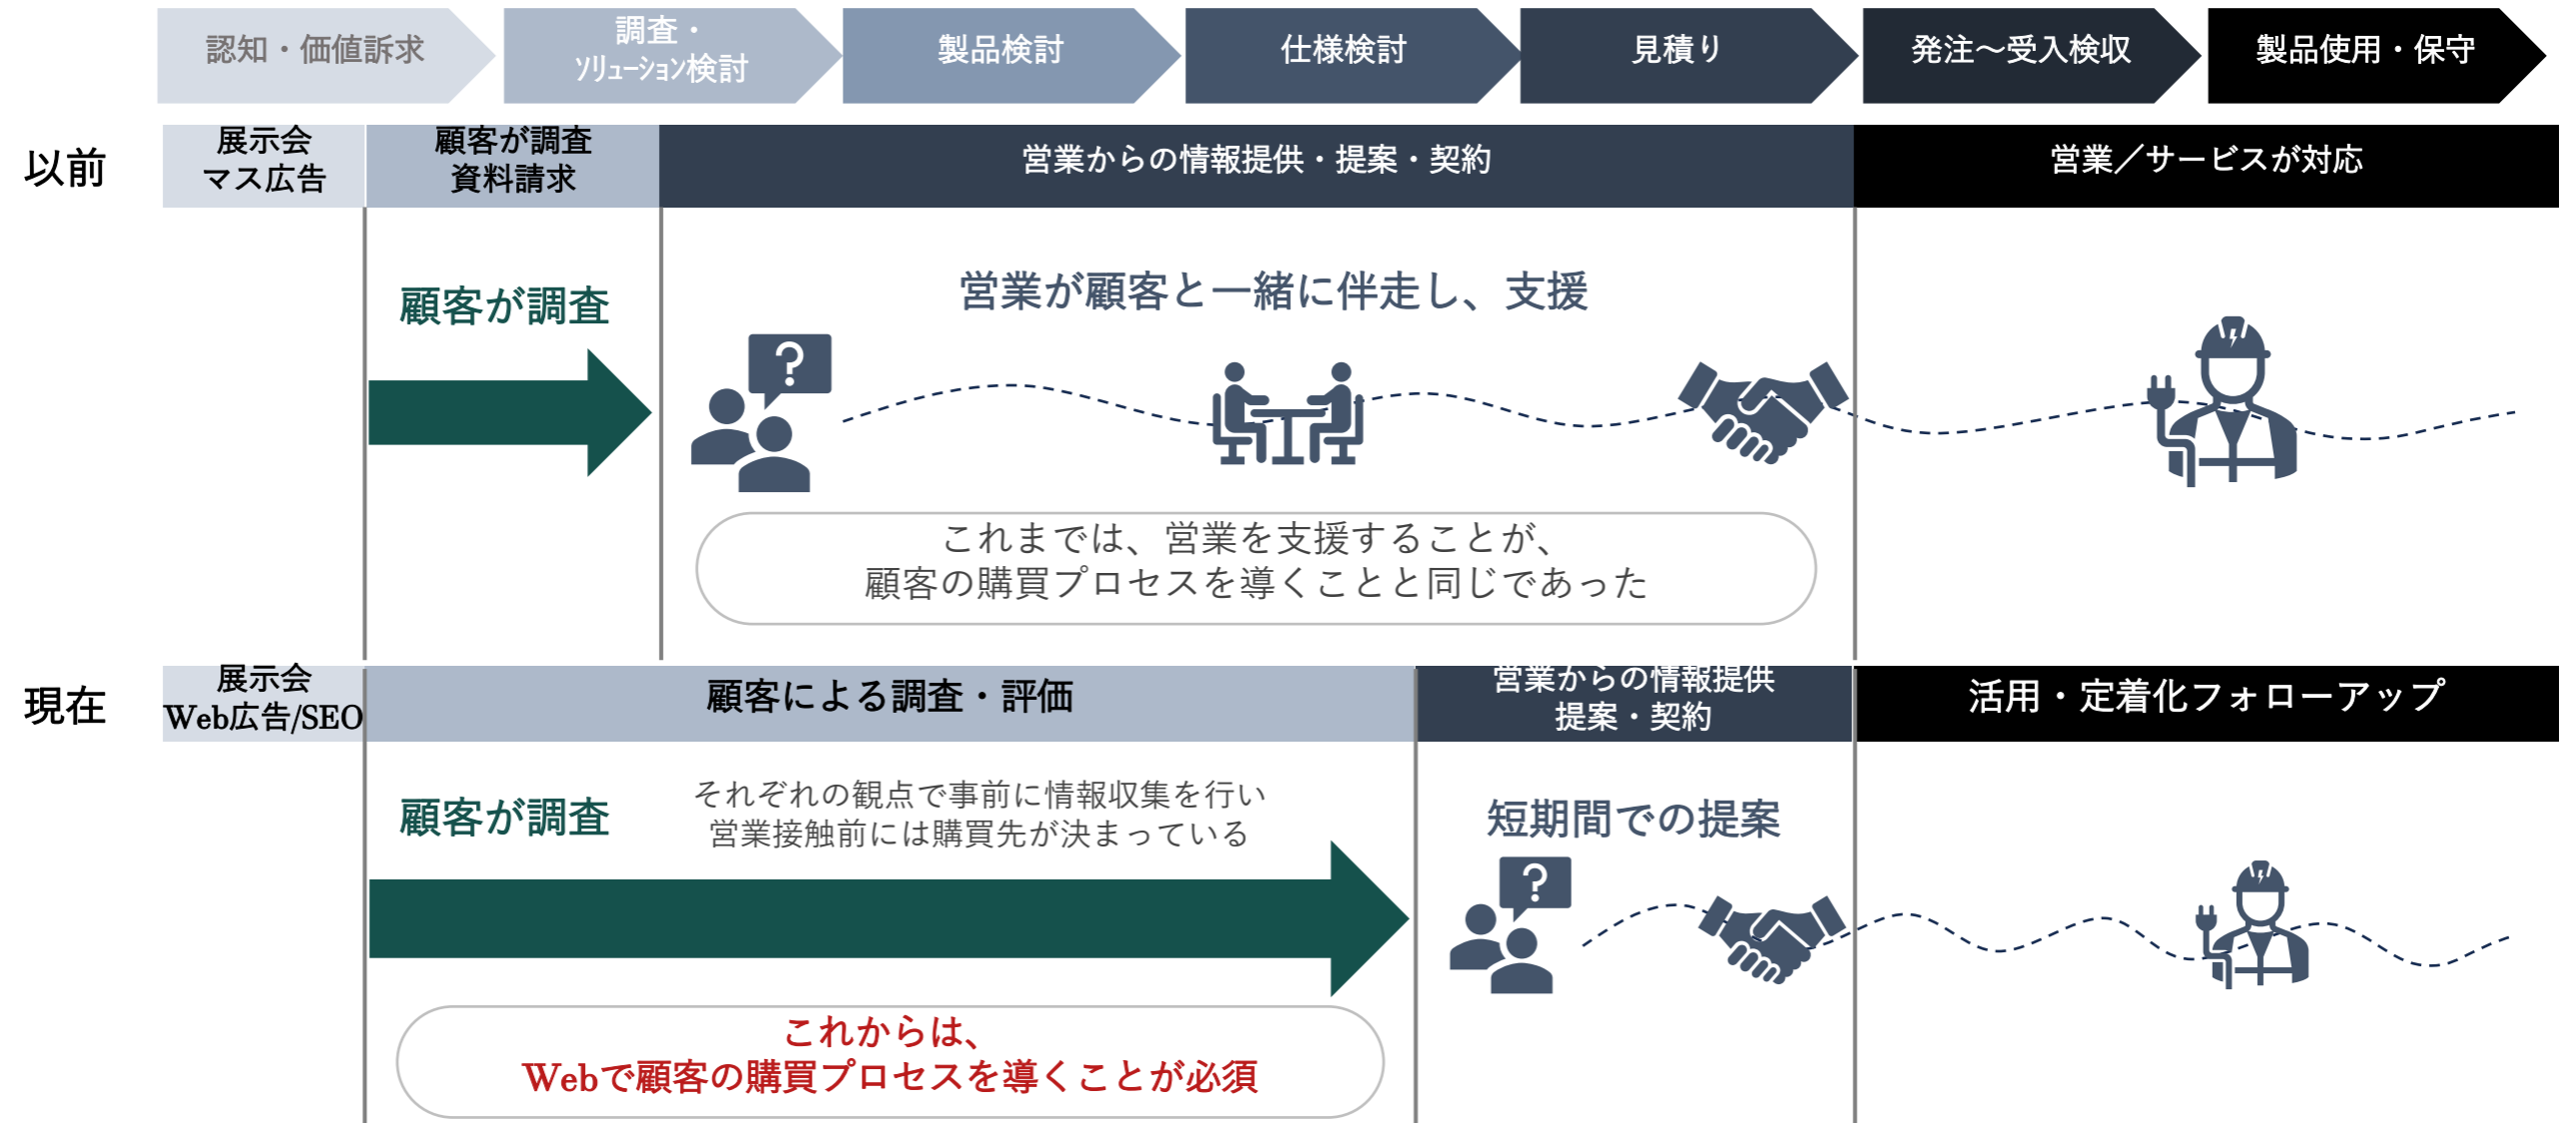 認知・価値訴求
調査・
ｿﾘｭｰｼｮﾝ検討
製品検討
仕様検討
見積り
発注～受入検収
製品使用・保守
以前
展示会
マス広告
顧客が調査
資料請求
営業からの情報提供・提案・契約
営業／サービスが対応
顧客が調査
営業が顧客と一緒に伴走し、支援
?
これまでは、営業を支援することが、
顧客の購買プロセスを導くことと同じであった
現在
展示会
Web広告/SEO
顧客による調査・評価
営業からの情報提供
提案・契約
活用・定着化フォローアップ
顧客が調査
それぞれの観点で事前に情報収集を行い
営業接触前には購買先が決まっている
短期間での提案
?
これからは、
Webで顧客の購買プロセスを導くことが必須